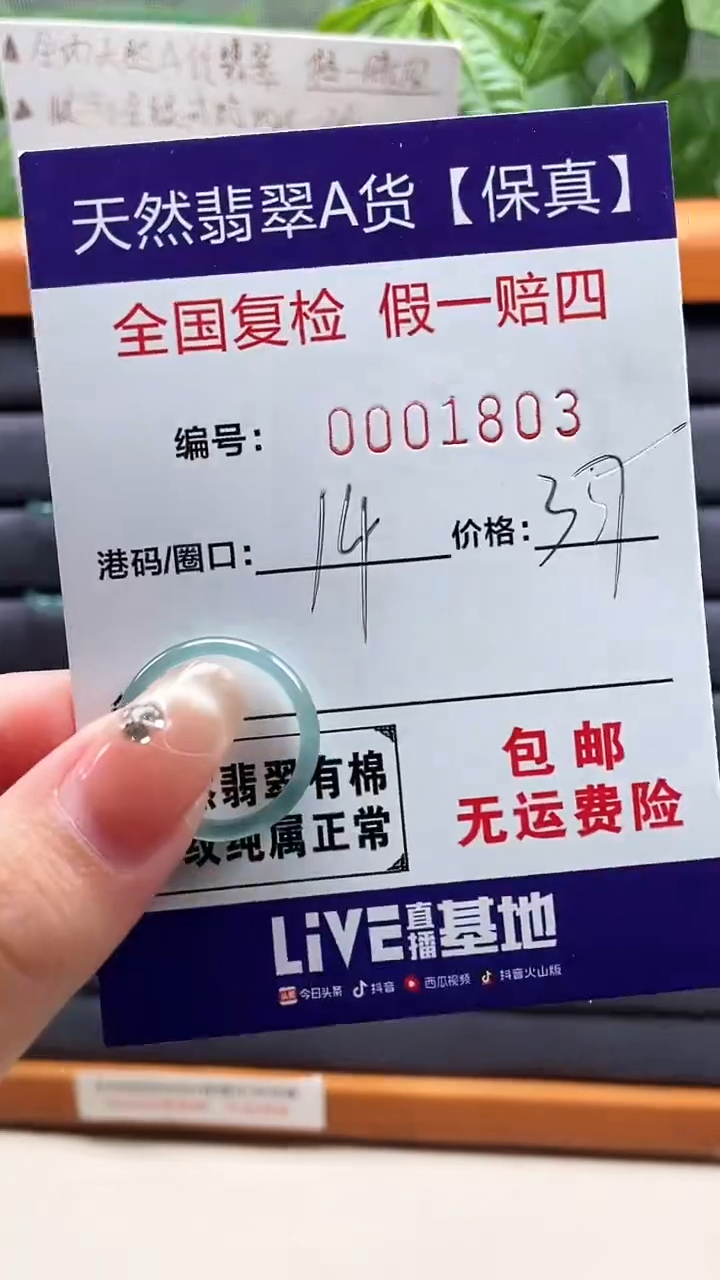 天然翡翠A货【保真】
全国复检 假一赔四
编号： 0001803
港码/圈口： 14 价格：
翡翠有棉
纹纯属正常
包邮
无运费险
LiVE直播基地
头条 今日头条 抖音 西瓜视频 抖音火山版